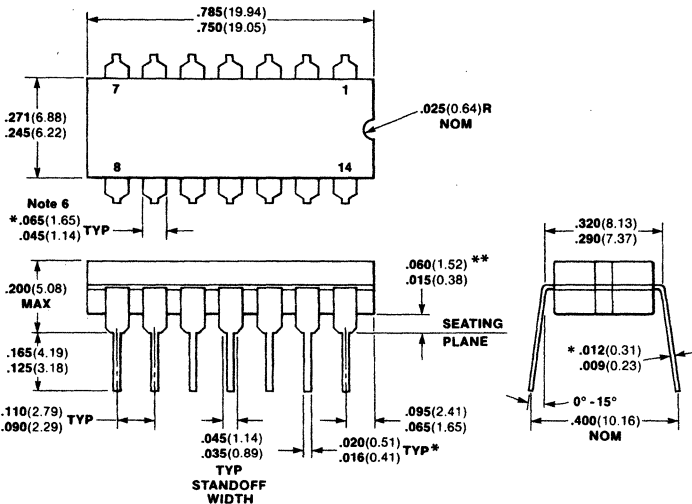 .785(19.94)
.750(19.05)
7
1
.271(6.88)
.245(6.22)
.025(0.64)R
NOM
8
14
Note 6
*.065(1.65)
.045(1.14) TYP
.320(8.13)
.290(7.37)
.060(1.52) **
.015(0.38)
.200(5.08)
MAX
SEATING
PLANE
.165(4.19)
.125(3.18)
*.012(0.31)
.009(0.23)
0° -15°
.110(2.79)
.090(2.29) TYP
.095(2.41)
.065(1.65)
.400(10.16)
NOM
.045(1.14)
.035(0.89)
TYP
STANDOFF
WIDTH
.020(0.51)
.016(0.41) TYP*